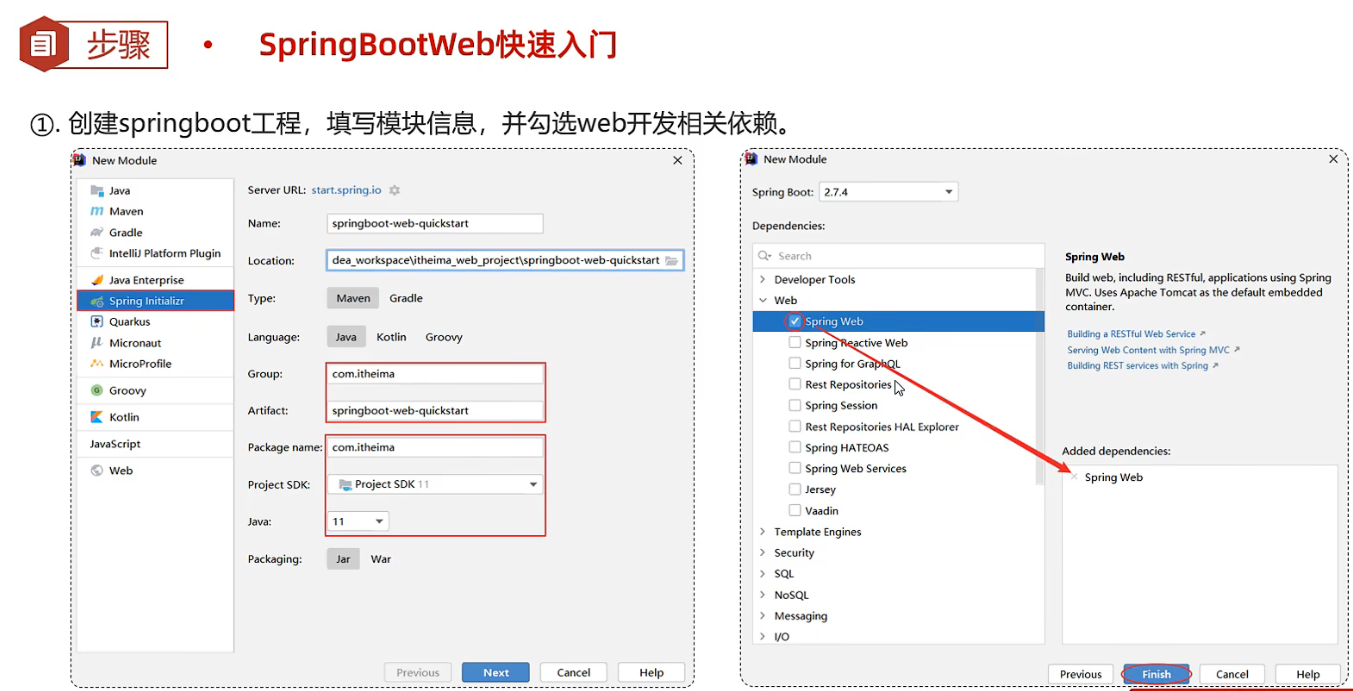 步骤
SpringBootWeb快速入门
①. 创建springboot工程，填写模块信息，并勾选web开发相关依赖。
New Module
Java
Maven
Gradle
IntelliJ Platform Plugin
Java Enterprise
Spring Initializr
Quarkus
Micronaut
MicroProfile
Groovy
Kotlin
JavaScript
Web
Server URL: start.spring.io
Name: springboot-web-quickstart
Location: dea_workspace\itheima_web_project\springboot-web-quickstart
Type: Maven Gradle
Language: Java Kotlin Groovy
Group: com.itheima
Artifact: springboot-web-quickstart
Package name: com.itheima
Project SDK: Project SDK 11
Java: 11
Packaging: Jar War
Previous Next Cancel Help
New Module
Spring Boot: 2.7.4
Dependencies:
Search
Developer Tools
Web
Spring Web
Spring Reactive Web
Spring for GraphQL
Rest Repositories
Spring Session
Rest Repositories HAL Explorer
Spring HATEOAS
Spring Web Services
Jersey
Vaadin
Template Engines
Security
SQL
NoSQL
Messaging
I/O
Spring Web
Build web, including RESTful, applications using Spring
MVC. Uses Apache Tomcat as the default embedded
container.
Building a RESTful Web Service
Serving Web Content with Spring MVC
Building REST services with Spring
Added dependencies:
Spring Web
Previous Finish Cancel Help